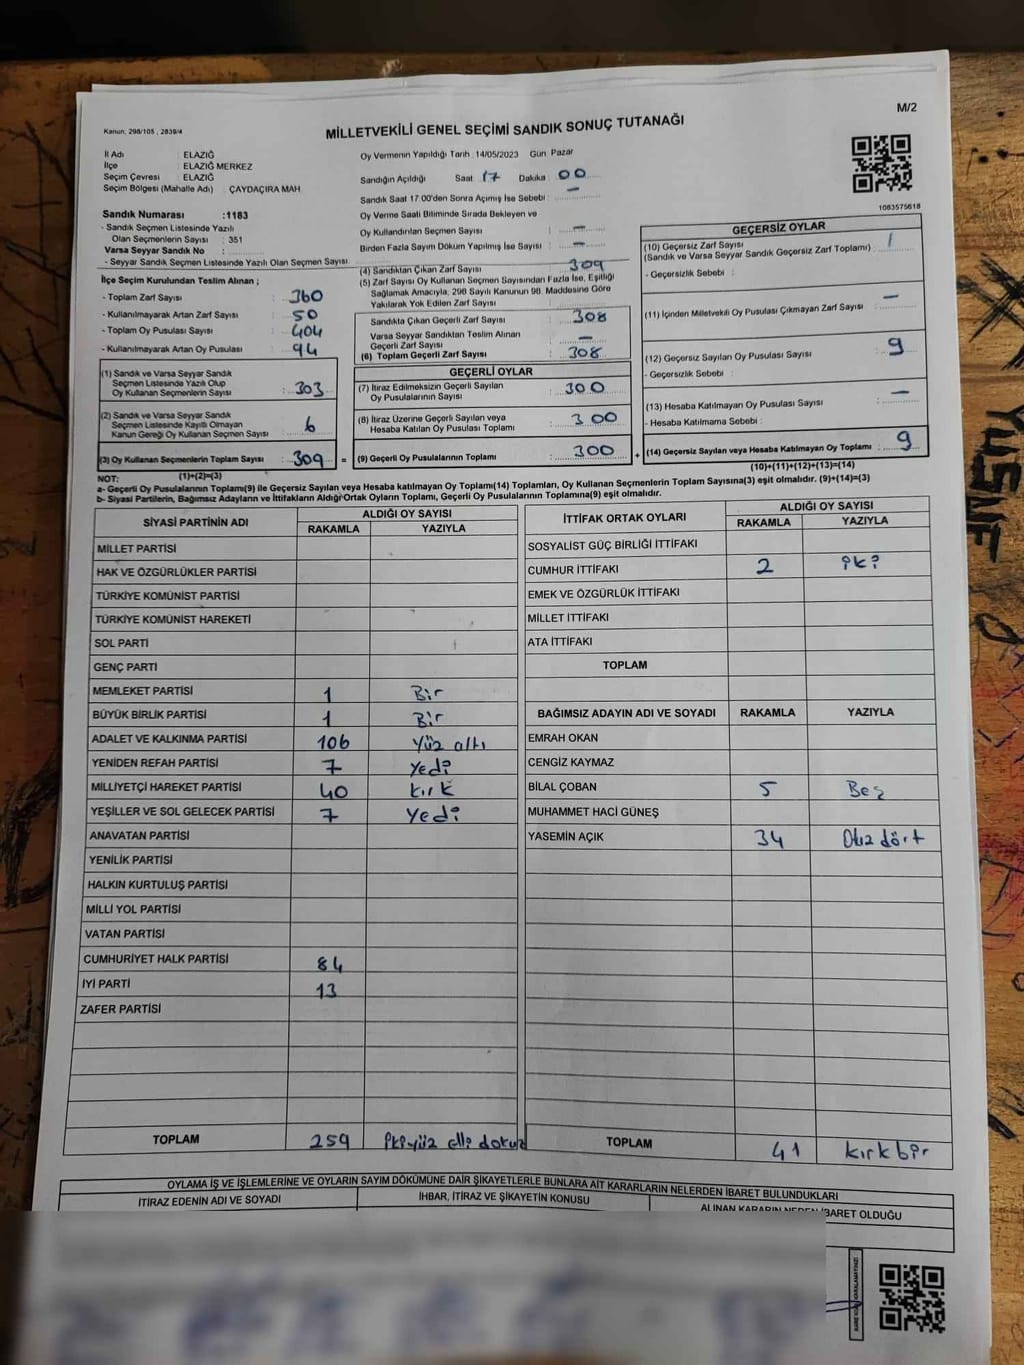 M/2
Kanun, 298/105 , 2839/4
MİLLETVEKİLİ GENEL SEÇİMİ SANDIK SONUÇ TUTANAĞI
İl Adı : ELAZIĞ
İlçe : ELAZIĞ MERKEZ
Seçim Çevresi : ELAZIĞ
Seçim Bölgesi (Mahalle Adı) : ÇAYDAÇIRA MAH.
Sandık Numarası :1183
- Sandık Seçmen Listesinde Yazılı
Olan Seçmenlerin Sayısı : 351
Varsa Seyyar Sandık No :
- Seyyar Sandık Seçmen Listesinde Yazılı Olan Seçmen Sayısı
İlçe Seçim Kurulundan Teslim Alınan ;
- Toplam Zarf Sayısı : 360
- Kullanılmayarak Artan Zarf Sayısı : 50
- Toplam Oy Pusulası Sayısı : 404
- Kullanılmayarak Artan Oy Pusulası : 94
(1) Sandık ve Varsa Seyyar Sandık
Seçmen Listesinde Yazılı Olup
Oy Kullanan Seçmenlerin Sayısı : 303
(2) Sandık ve Varsa Seyyar Sandık
Seçmen Listesinde Kayıtlı Olmayan
Kanun Gereği Oy Kullanan Seçmen Sayısı : 6
(3) Oy Kullanan Seçmenlerin Toplam Sayısı : 309 =
(1)+(2)=(3)
Oy Vermenin Yapıldığı Tarih :14/05/2023 Gün Pazar
Sandığın Açıldığı Saat 17 Dakika : 00
Sandık Saat 17.00'den Sonra Açımış İse Sebebi : -
Oy Verme Saati Bitiminde Sırada Bekleyen ve
Oy Kullandırılan Seçmen Sayısı : -
Birden Fazla Sayım Döküm Yapılmış İse Sayısı : -
(4) Sandıktan Çıkan Zarf Sayısı : 309
(5) Zarf Sayısı Oy Kullanan Seçmen Sayısından Fazla İse, Eşitliği
Sağlamak Amacıyla, 298 Sayılı Kanunun 98. Maddesine Göre
Yakılarak Yok Edilen Zarf Sayısı :
Sandıkta Çıkan Geçerli Zarf Sayısı : 308
Varsa Seyyar Sandıktan Teslim Alınan
Geçerli Zarf Sayısı : -
(6) Toplam Geçerli Zarf Sayısı : 308
GEÇERLİ OYLAR
(7) İtiraz Edilmeksizin Geçerli Sayılan
Oy Pusulalarının Sayısı : 300
(8) İtiraz Üzerine Geçerli Sayılan veya
Hesaba Katılan Oy Pusulası Toplamı : 300
(9) Geçerli Oy Pusulalarının Toplamı : 300 +
1083575618
GEÇERSİZ OYLAR
(10) Geçersiz Zarf Sayısı
(Sandık ve Varsa Seyyar Sandık Geçersiz Zarf Toplamı) : 1
- Geçersizlik Sebebi :
(11) İçinden Milletvekili Oy Pusulası Çıkmayan Zarf Sayısı : -
(12) Geçersiz Sayılan Oy Pusulası Sayısı : 9
- Geçersizlik Sebebi :
(13) Hesaba Katılmayan Oy Pusulası Sayısı : -
- Hesaba Katılmama Sebebi :
(14) Geçersiz Sayılan veya Hesaba Katılmayan Oy Toplamı : 9
(10)+(11)+(12)+(13)=(14)
NOT:
a- Geçerli Oy Pusulalarının Toplamı(9) ile Geçersiz Sayılan veya Hesaba katılmayan Oy Toplamı(14) Toplamları, Oy Kullanan Seçmenlerin Toplam Sayısına(3) eşit olmalıdır. (9)+(14)=(3)
b- Siyasi Partilerin, Bağımsız Adayların ve İttifakların Aldığı Ortak Oyların Toplamı, Geçerli Oy Pusulalarının Toplamına(9) eşit olmalıdır.
SİYASİ PARTİNİN ADI ALDIĞI OY SAYISI
RAKAMLA YAZIYLA
MİLLET PARTİSİ
HAK VE ÖZGÜRLÜKLER PARTİSİ
TÜRKİYE KOMÜNİST PARTİSİ
TÜRKİYE KOMÜNİST HAREKETİ
SOL PARTİ
GENÇ PARTİ
MEMLEKET PARTİSİ 1 Bir
BÜYÜK BİRLİK PARTİSİ 1 Bir
ADALET VE KALKINMA PARTİSİ 106 Yüz altı
YENİDEN REFAH PARTİSİ 7 Yedi
MİLLİYETÇİ HAREKET PARTİSİ 40 kırk
YEŞİLLER VE SOL GELECEK PARTİSİ 7 Yedi
ANAVATAN PARTİSİ
YENİLİK PARTİSİ
HALKIN KURTULUŞ PARTİSİ
MİLLİ YOL PARTİSİ
VATAN PARTİSİ
CUMHURİYET HALK PARTİSİ 84
İYİ PARTİ 13
ZAFER PARTİSİ
TOPLAM 259 ikiyüz elli dokuz
İTTİFAK ORTAK OYLARI ALDIĞI OY SAYISI
RAKAMLA YAZIYLA
SOSYALİST GÜÇ BİRLİĞİ İTTİFAKI
CUMHUR İTTİFAKI 2 iki
EMEK VE ÖZGÜRLÜK İTTİFAKI
MİLLET İTTİFAKI
ATA İTTİFAKI
TOPLAM
BAĞIMSIZ ADAYIN ADI VE SOYADI RAKAMLA YAZIYLA
EMRAH OKAN
CENGİZ KAYMAZ
BİLAL ÇOBAN 5 Beş
MUHAMMET HACİ GÜNEŞ
YASEMİN AÇIK 34 Otuz dört
TOPLAM 41 kırk bir
OYLAMA İŞ VE İŞLEMLERİNE VE OYLARIN SAYIM DÖKÜMÜNE DAİR ŞİKAYETLERLE BUNLARA AİT KARARLARIN NELERDEN İBARET BULUNDUKLARI
İTİRAZ EDENİN ADI VE SOYADI İHBAR, İTİRAZ VE ŞİKAYETİN KONUSU ALINAN KARARIN NEDEN İBARET OLDUĞU